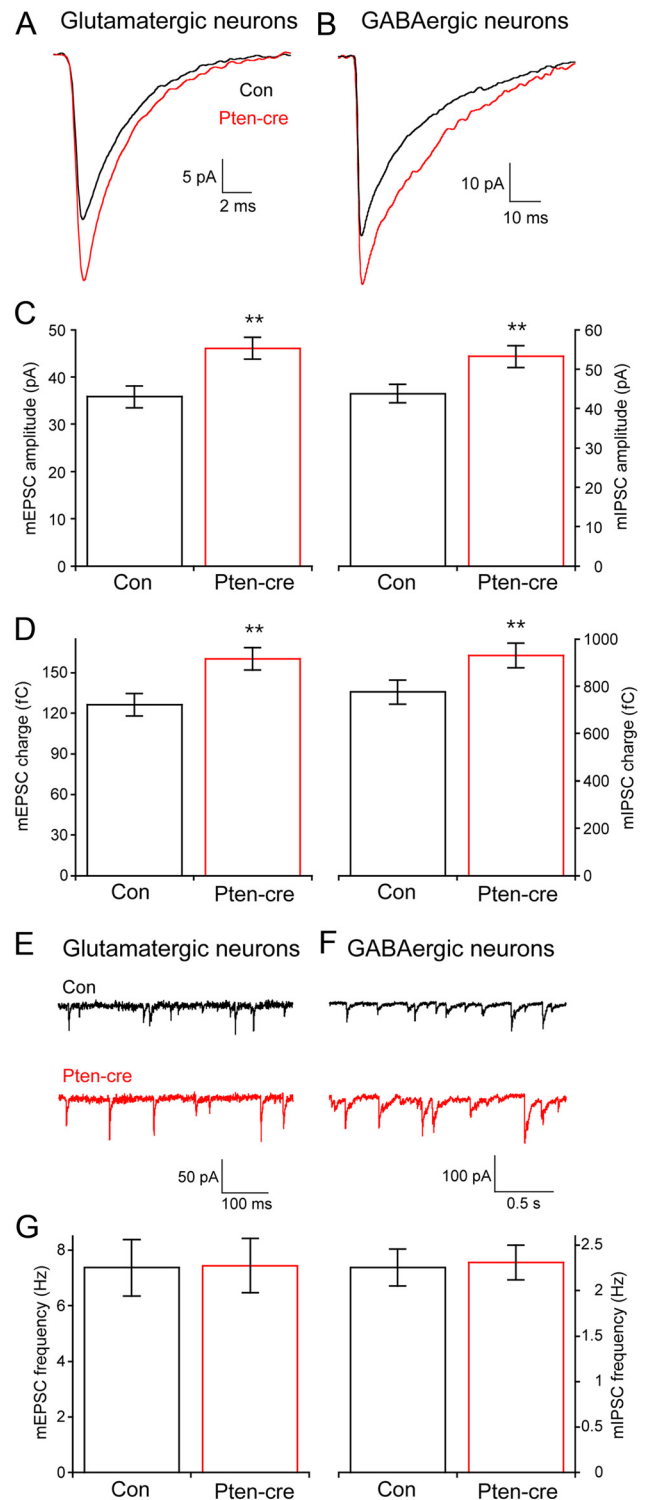 A Glutamatergic neurons
B GABAergic neurons
Con
Pten-cre
5 pA
2 ms
10 pA
10 ms
C
mEPSC amplitude (pA)
50
40
30
20
10
0
**
Con Pten-cre
**
Con Pten-cre
60
50
40
30
20
10
0
mIPSC amplitude (pA)
D
mEPSC charge (fC)
150
120
90
60
30
0
**
Con Pten-cre
**
Con Pten-cre
1000
800
600
400
200
0
mIPSC charge (fC)
E Glutamatergic neurons
F GABAergic neurons
Con
Pten-cre
50 pA
100 ms
100 pA
0.5 s
G
mEPSC frequency (Hz)
8
6
4
2
0
Con Pten-cre
Con Pten-cre
2.5
2
1.5
1
0.5
0
mIPSC frequency (Hz)